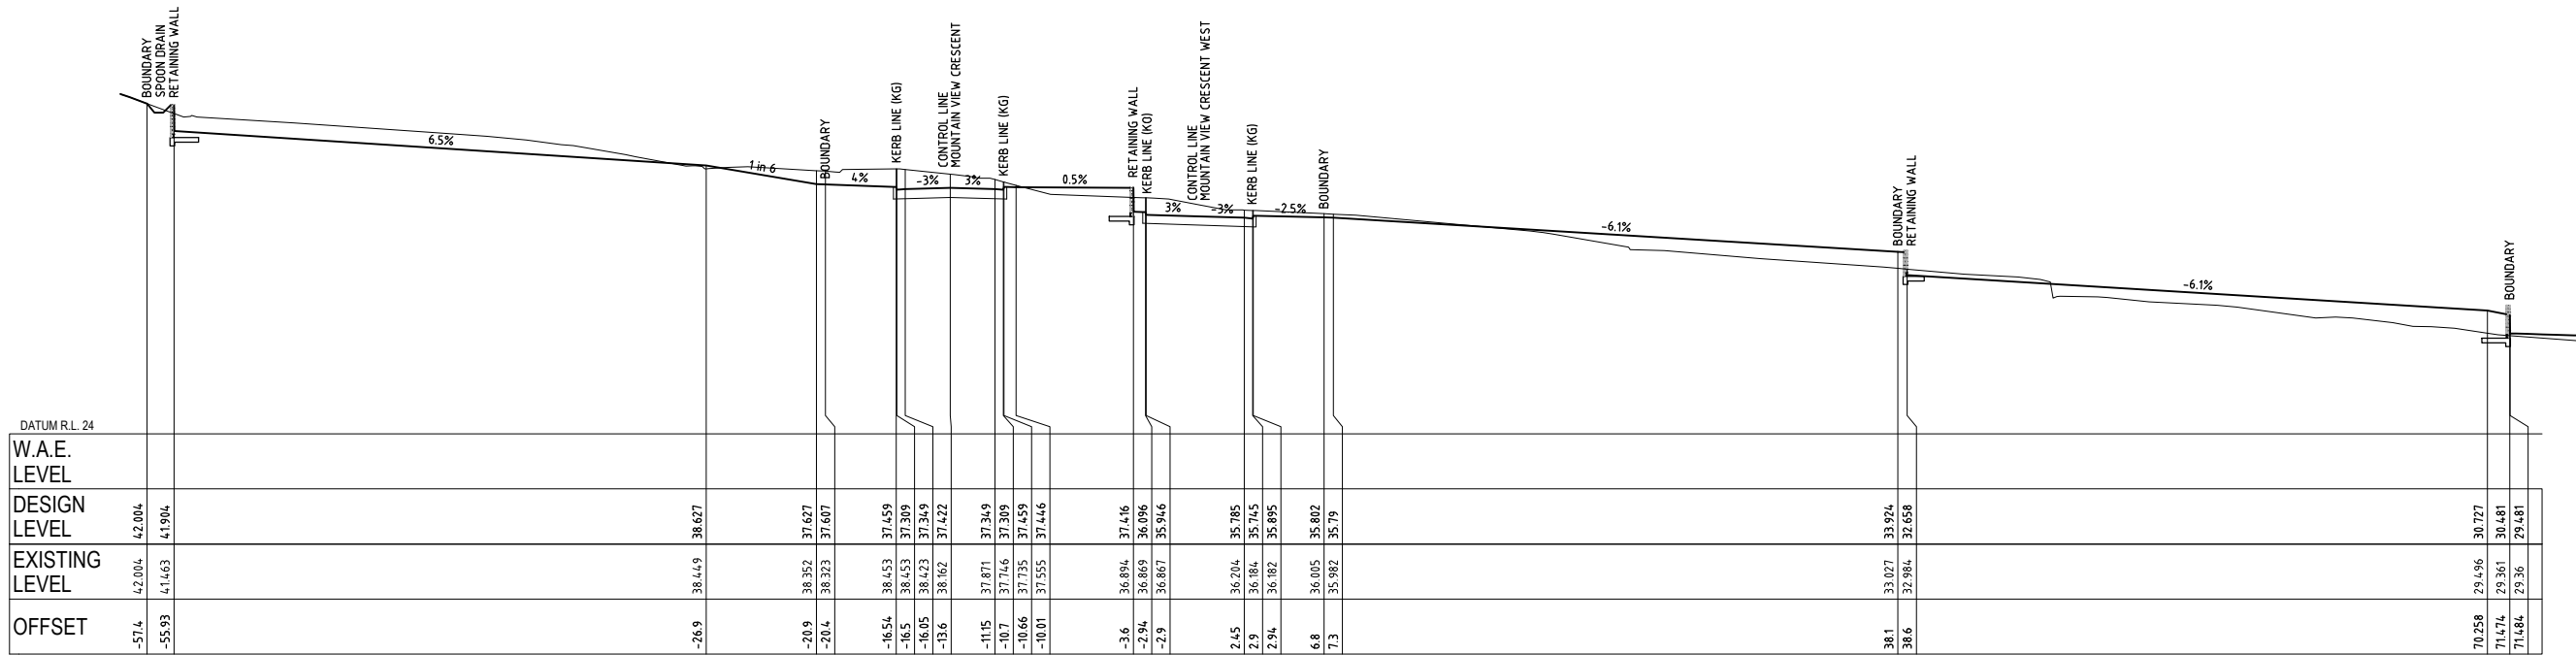 BOUNDARY
SPOON DRAIN
RETAINING WALL
6.5%
1 in 6
BOUNDARY
4%
KERB LINE (KG)
-3%
CONTROL LINE
MOUNTAIN VIEW CRESCENT
3%
KERB LINE (KG)
0.5%
RETAINING WALL
KERB LINE (KO)
3%
CONTROL LINE
MOUNTAIN VIEW CRESCENT WEST
-3%
KERB LINE (KG)
-2.5%
BOUNDARY
-6.1%
BOUNDARY
RETAINING WALL
-6.1%
BOUNDARY
DATUM R.L. 24
W.A.E.
LEVEL
DESIGN
LEVEL
42.004 41.904 38.627 37.627 37.607 37.459 37.309 37.349 37.422 37.349 37.309 37.459 37.446 37.416 36.096 35.946 35.785 35.745 35.895 35.802 35.79 33.924 32.658 30.727 30.481 29.481
EXISTING
LEVEL
42.004 41.463 38.449 38.352 38.323 38.453 38.453 38.423 38.162 37.871 37.746 37.735 37.555 36.894 36.869 36.867 36.204 36.184 36.182 36.005 35.982 33.027 32.984 29.496 29.361 29.36
OFFSET
-57.4 -55.93 -26.9 -20.9 -20.4 -16.54 -16.5 -16.05 -13.6 -11.15 -10.7 -10.66 -10.01 -3.6 -2.94 -2.9 2.45 2.9 2.94 6.8 7.3 38.1 38.6 70.258 71.474 71.484